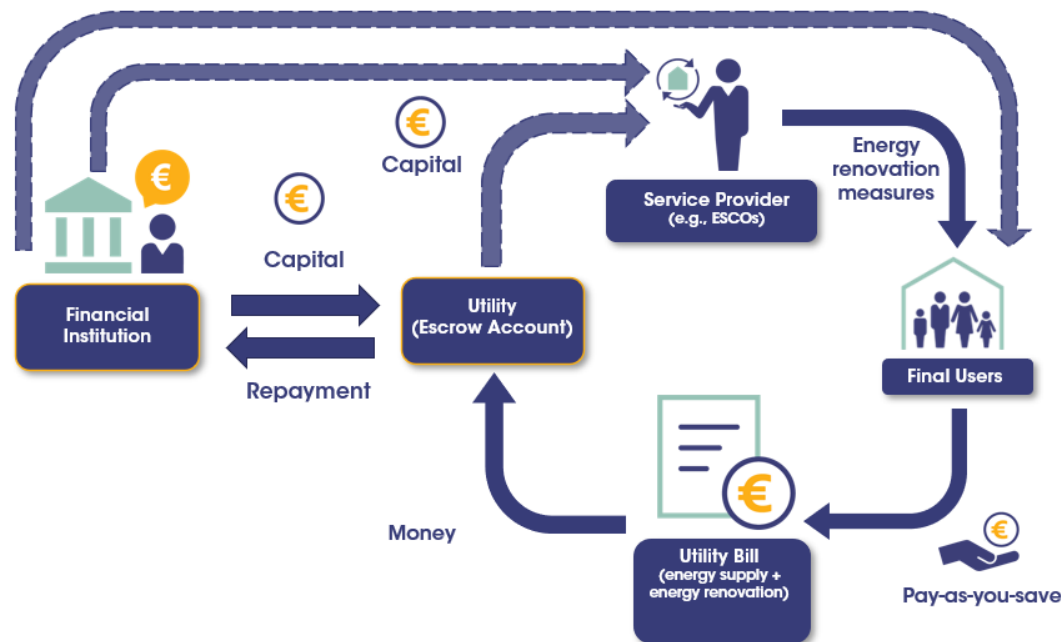 €
Capital
€
Capital
€
Service Provider
(e.g., ESCOs)
Energy
renovation
measures
Financial
Institution
Utility
(Escrow Account)
Repayment
Final Users
€
Money
Utility Bill
(energy supply +
energy renovation)
€
Pay-as-you-save